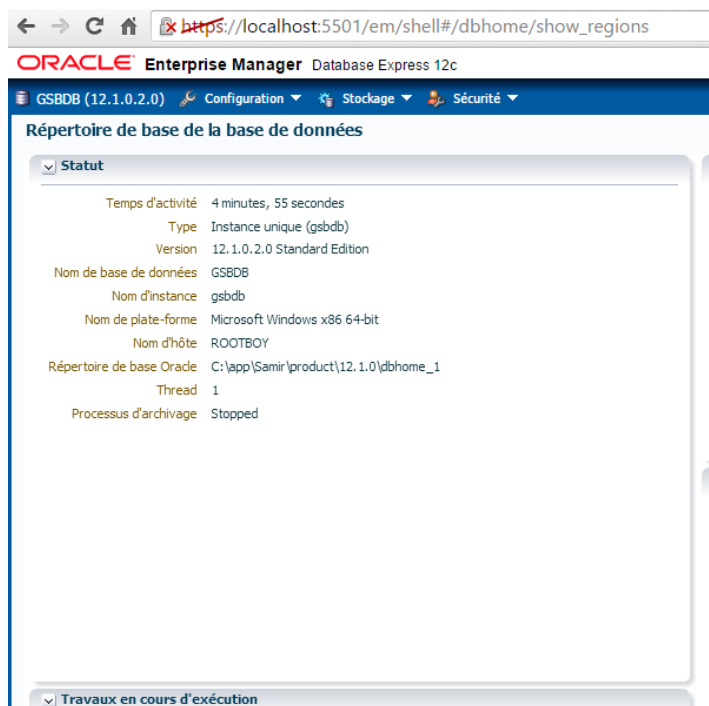 https://localhost:5501/em/shell#/dbhome/show_regions
ORACLE Enterprise Manager Database Express 12c
GSBDB (12.1.0.2.0) Configuration Stockage Sécurité
Répertoire de base de la base de données
Statut
Temps d'activité 4 minutes, 55 secondes
Type Instance unique (gsbdb)
Version 12.1.0.2.0 Standard Edition
Nom de base de données GSBDB
Nom d'instance gsbdb
Nom de plate-forme Microsoft Windows x86 64-bit
Nom d'hôte ROOTBOY
Répertoire de base Oracle C:\app\Samir\product\12.1.0\dbhome_1
Thread 1
Processus d'archivage Stopped
Travaux en cours d'exécution